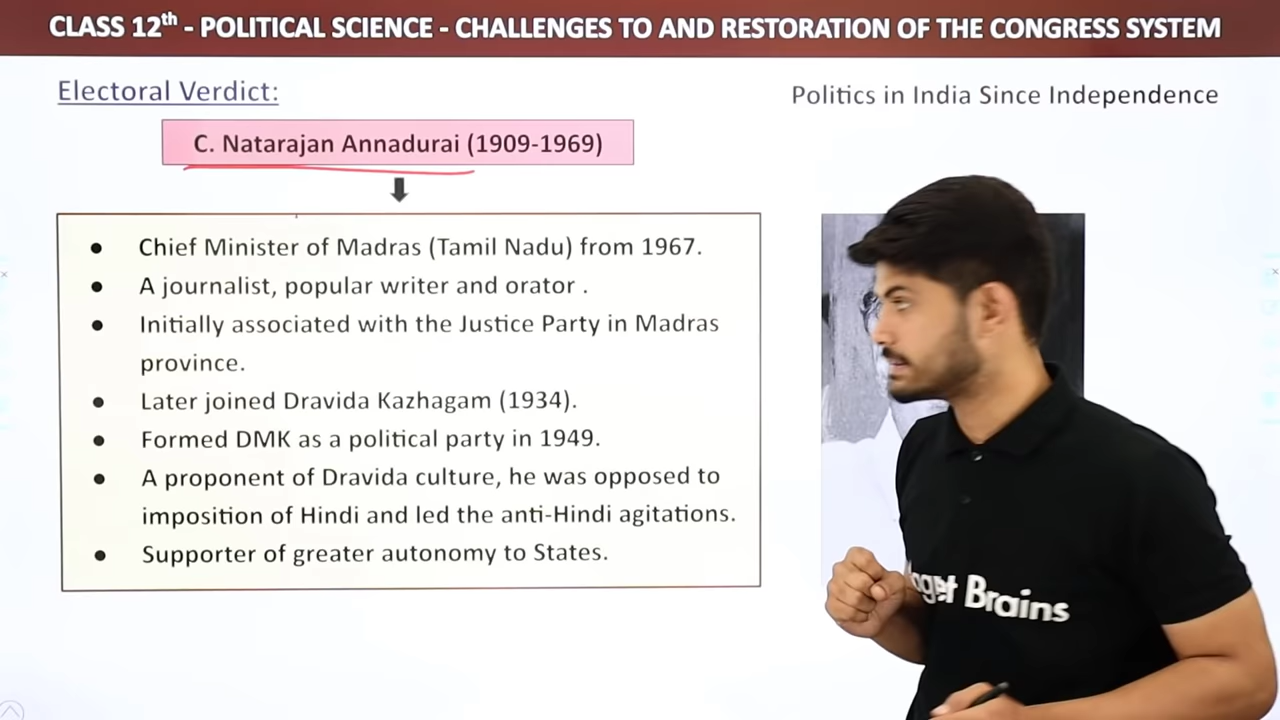 CLASS 12th - POLITICAL SCIENCE - CHALLENGES TO AND RESTORATION OF THE CONGRESS SYSTEM
Electoral Verdict:
Politics in India Since Independence
C. Natarajan Annadurai (1909-1969)
• Chief Minister of Madras (Tamil Nadu) from 1967.
• A journalist, popular writer and orator .
• Initially associated with the Justice Party in Madras
province.
• Later joined Dravida Kazhagam (1934).
• Formed DMK as a political party in 1949.
• A proponent of Dravida culture, he was opposed to
imposition of Hindi and led the anti-Hindi agitations.
• Supporter of greater autonomy to States.
Brains